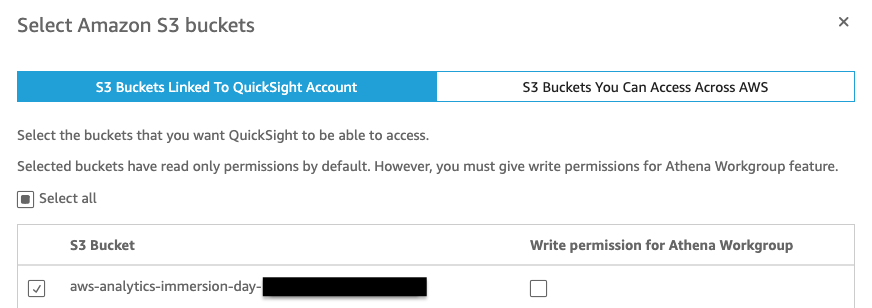 Select Amazon S3 buckets
S3 Buckets Linked To QuickSight Account
S3 Buckets You Can Access Across AWS
Select the buckets that you want QuickSight to be able to access.
Selected buckets have read only permissions by default. However, you must give write permissions for Athena Workgroup feature.
Select all
S3 Bucket
Write permission for Athena Workgroup
aws-analytics-immersion-day-